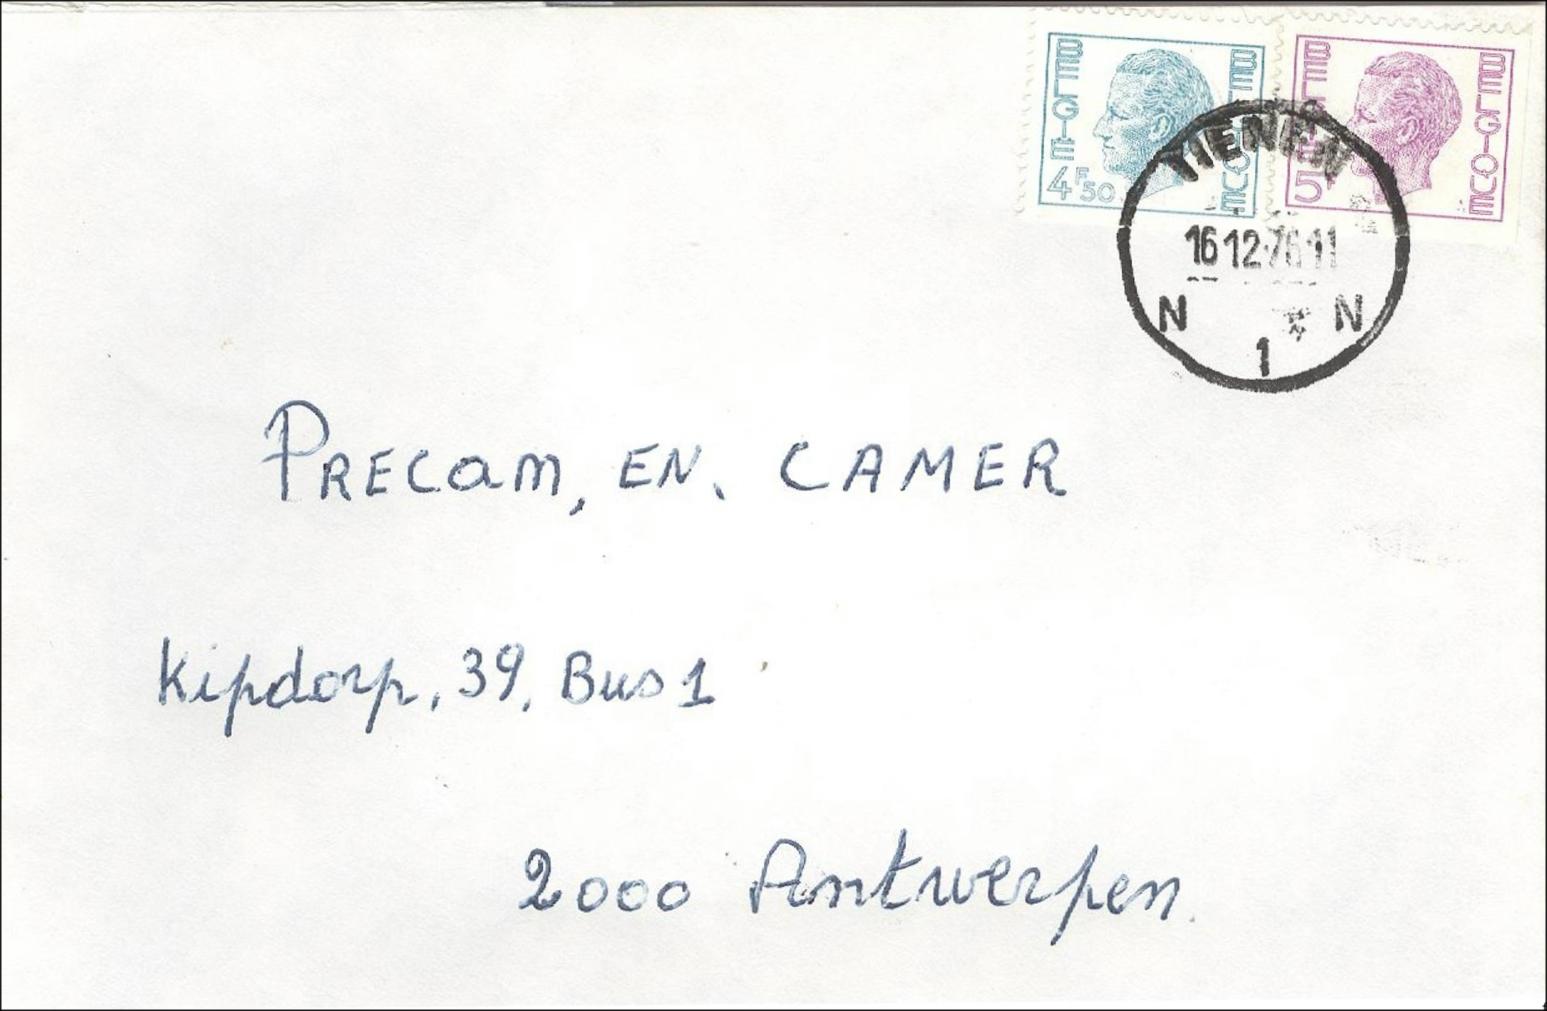 BELGIE BELGIQUE
4F50
BELGIE BELGIQUE
5F
TIENEN
16 12·76 11
N * N
1
PRECam, EN. CAMER
Kipdorp, 39, Bus 1
2000 Antwerpen.